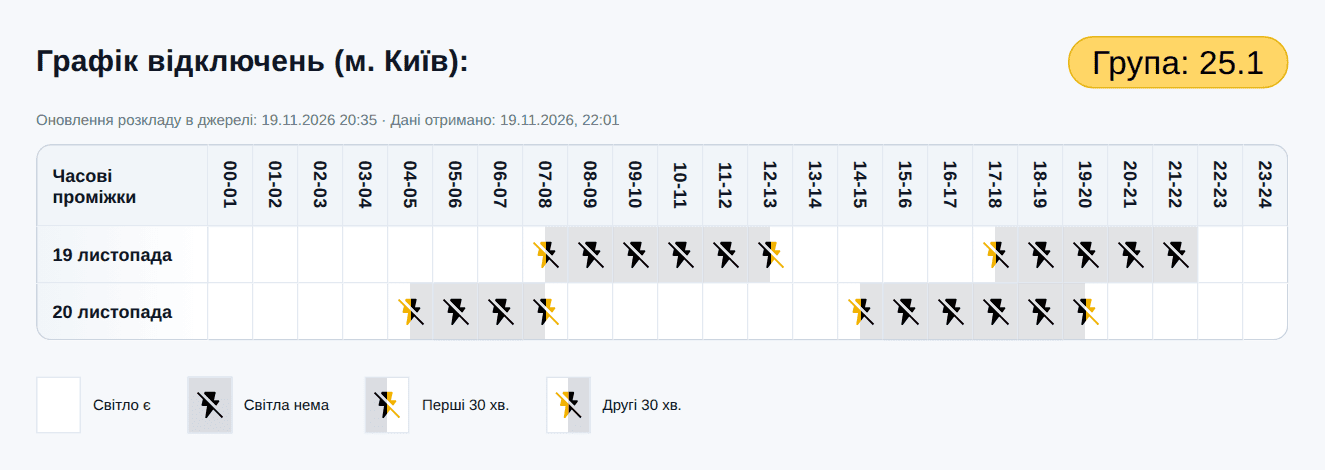 Графік відключень (м. Київ):
Група: 25.1
Оновлення розкладу в джерелі: 19.11.2026 20:35 · Дані отримано: 19.11.2026, 22:01
Часові
проміжки
00-01 01-02 02-03 03-04 04-05 05-06 06-07 07-08 08-09 09-10 10-11 11-12 12-13 13-14 14-15 15-16 16-17 17-18 18-19 19-20 20-21 21-22 22-23 23-24
19 листопада
20 листопада
Світло є Світла нема Перші 30 хв. Другі 30 хв.